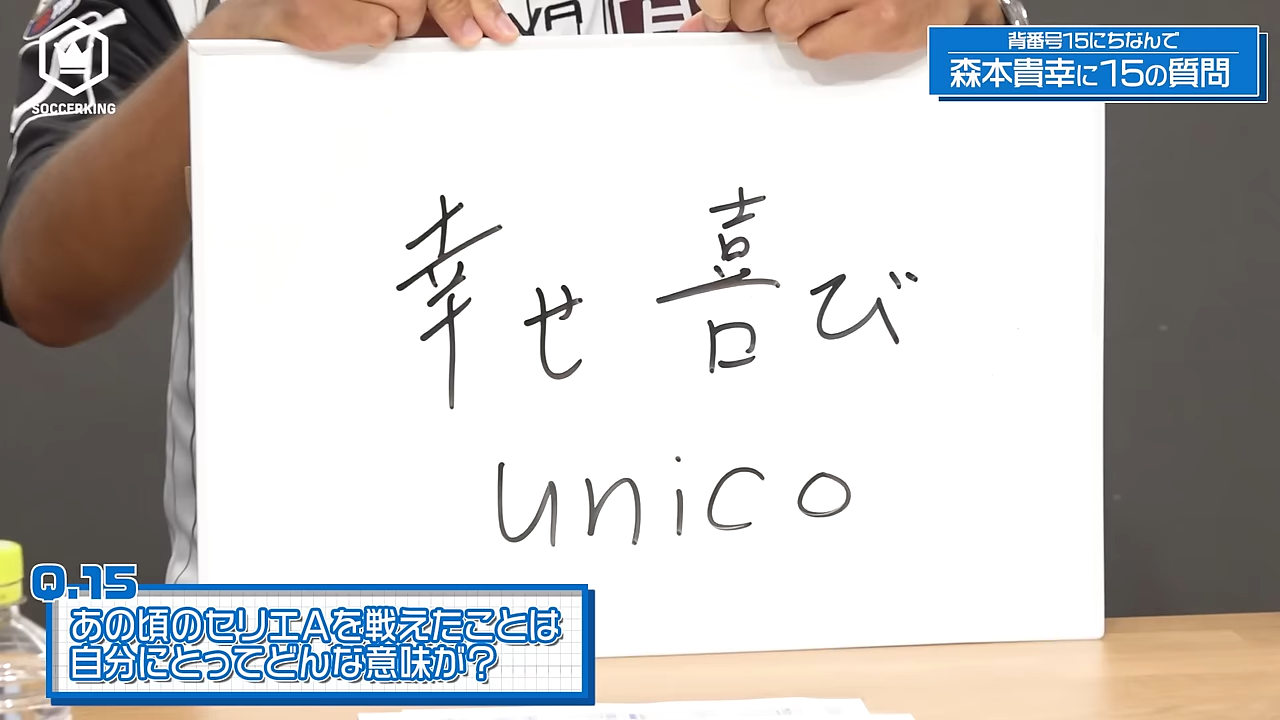 SOCCERKING
背番号15にちなんで
森本貴幸に15の質問
幸せ 喜び
unico
Q.15
あの頃のセリエAを戦えたことは
自分にとってどんな意味が?